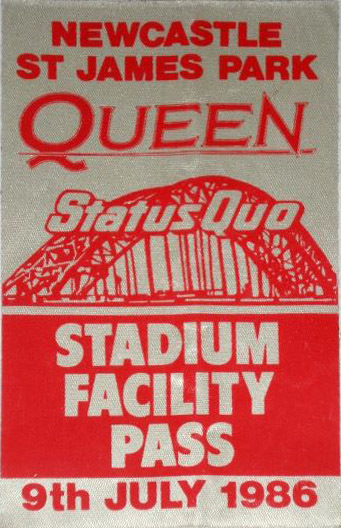 NEWCASTLE
ST JAMES PARK
QUEEN
Status Quo
STADIUM
FACILITY
PASS
9th JULY 1986